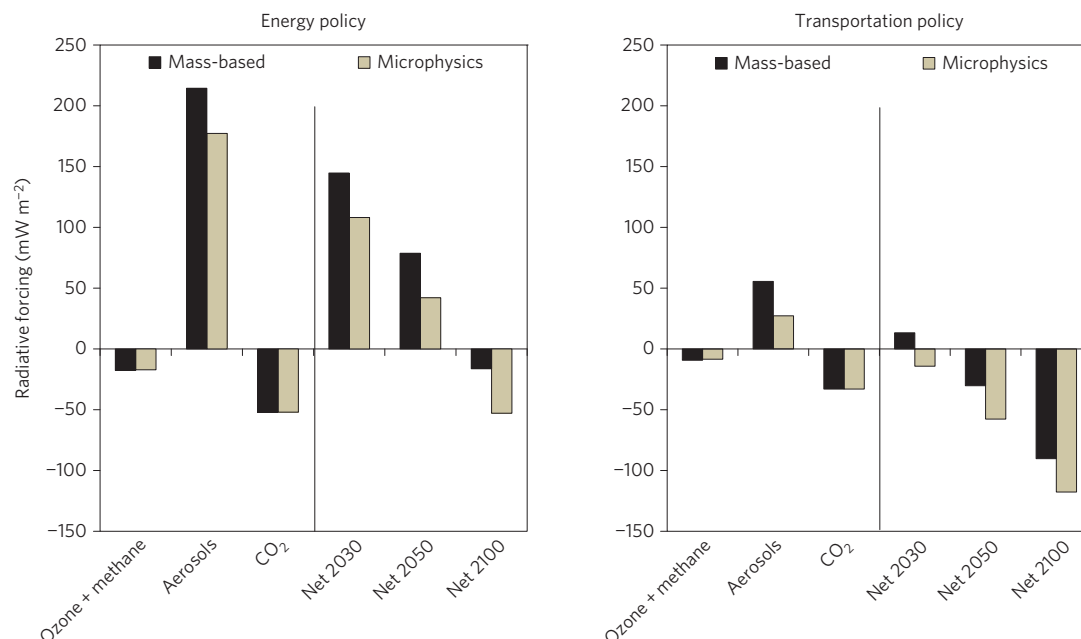 Energy policy
Mass-based
Microphysics
Radiative forcing (mW m⁻²)
250
200
150
100
50
0
−50
−100
−150
Ozone + methane
Aerosols
CO₂
Net 2030
Net 2050
Net 2100
Transportation policy
Mass-based
Microphysics
250
200
150
100
50
0
−50
−100
−150
Ozone + methane
Aerosols
CO₂
Net 2030
Net 2050
Net 2100